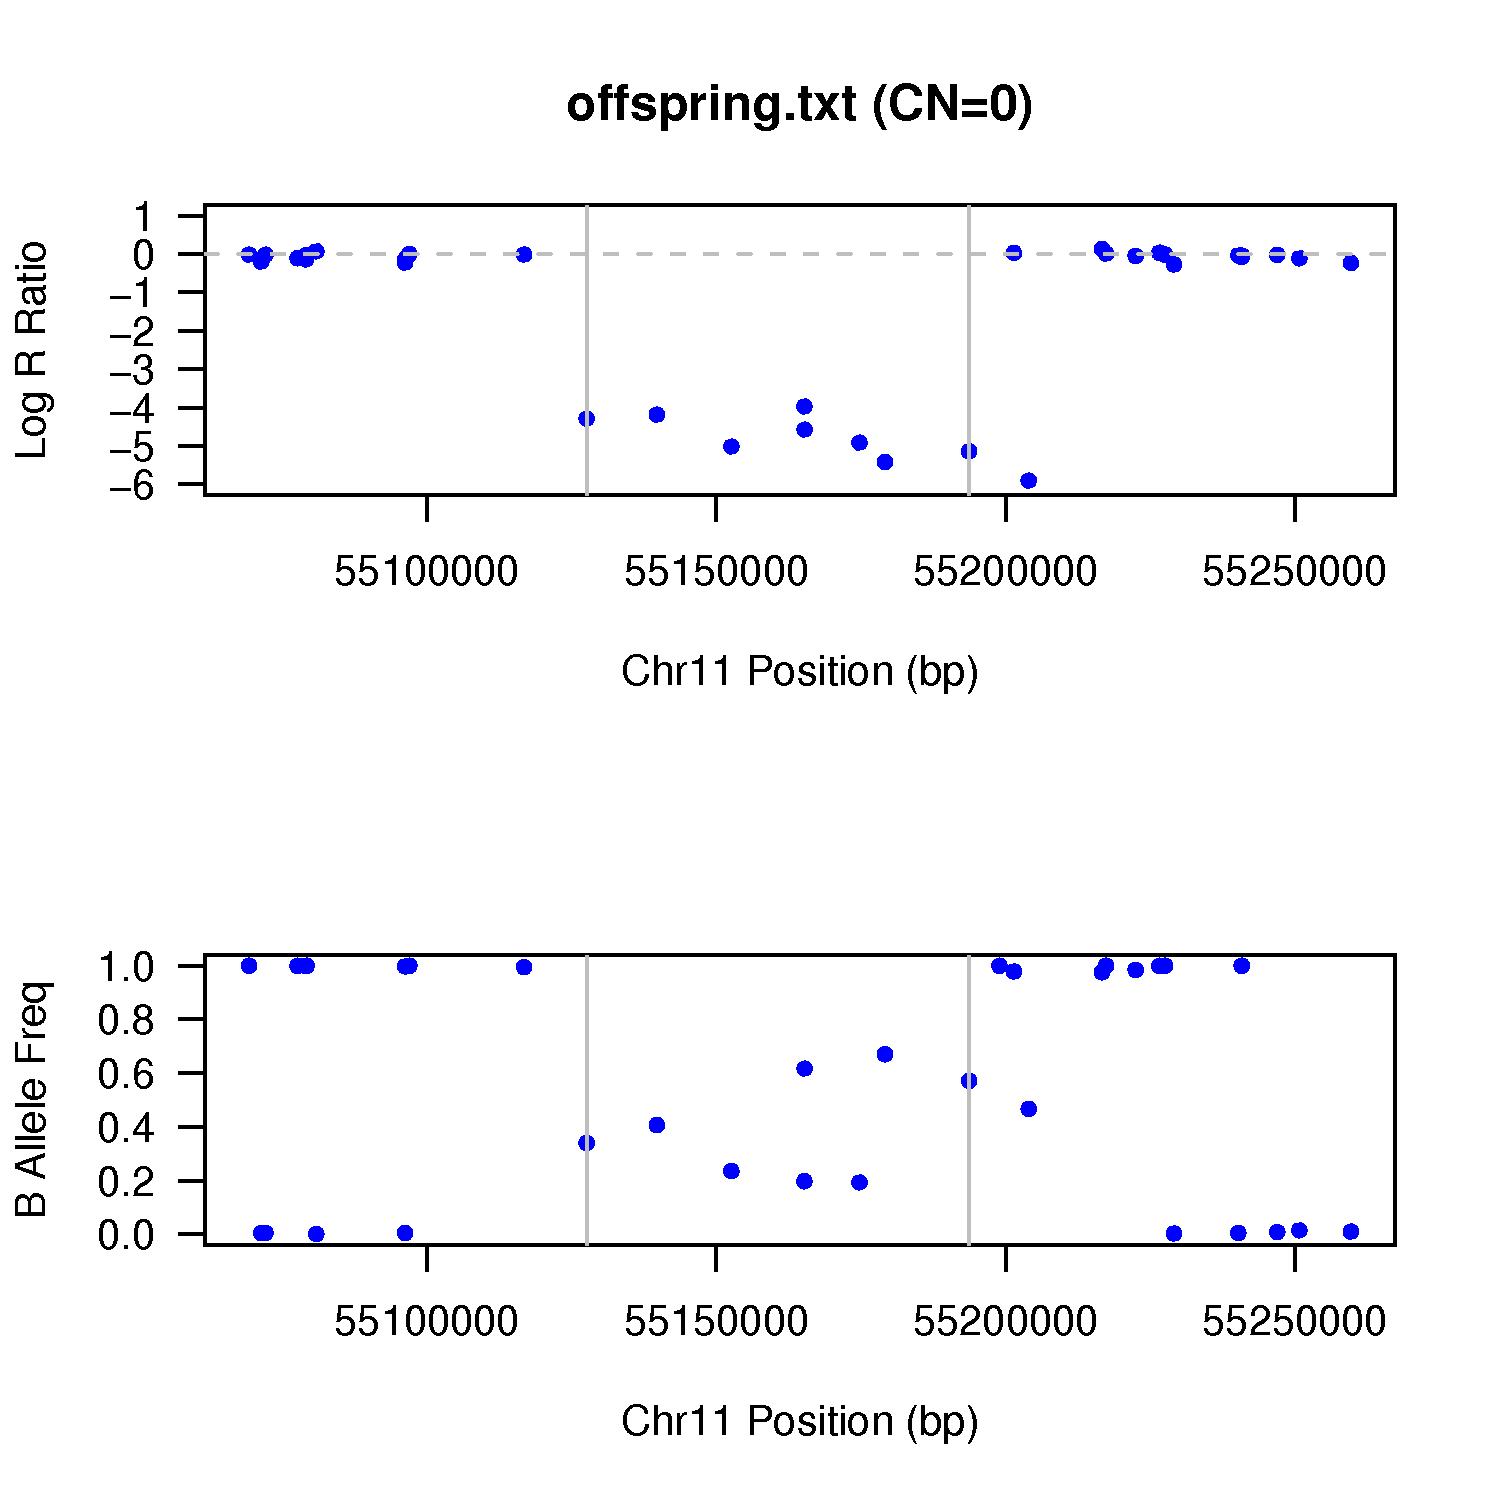 offspring.txt (CN=0)
Log R Ratio
1
0
−1
−2
−3
−4
−5
−6
55100000 55150000 55200000 55250000
Chr11 Position (bp)
B Allele Freq
1.0
0.8
0.6
0.4
0.2
0.0
55100000 55150000 55200000 55250000
Chr11 Position (bp)